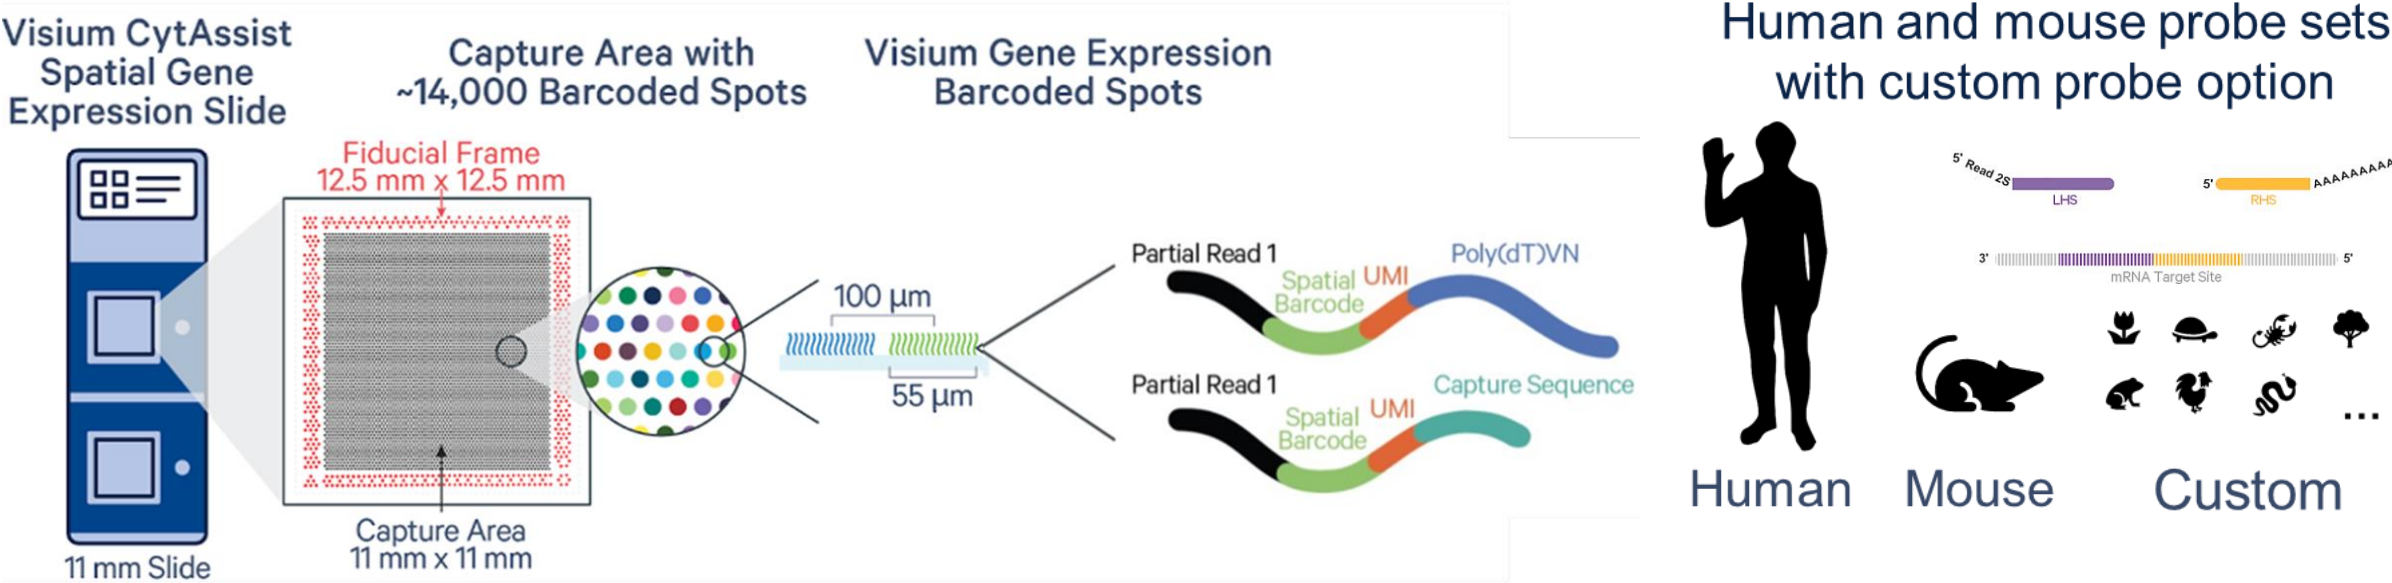 Visium CytAssist
Spatial Gene
Expression Slide
11 mm Slide
Capture Area with
~14,000 Barcoded Spots
Fiducial Frame
12.5 mm x 12.5 mm
Capture Area
11 mm x 11 mm
Visium Gene Expression
Barcoded Spots
100 µm
55 µm
Partial Read 1
Spatial
Barcode
UMI
Poly(dT)VN
Partial Read 1
Spatial
Barcode
UMI
Capture Sequence
Human and mouse probe sets
with custom probe option
5' Read 2S
LHS
5'
AAAAAAAAA
RHS
3'
5'
mRNA Target Site
...
Human
Mouse
Custom